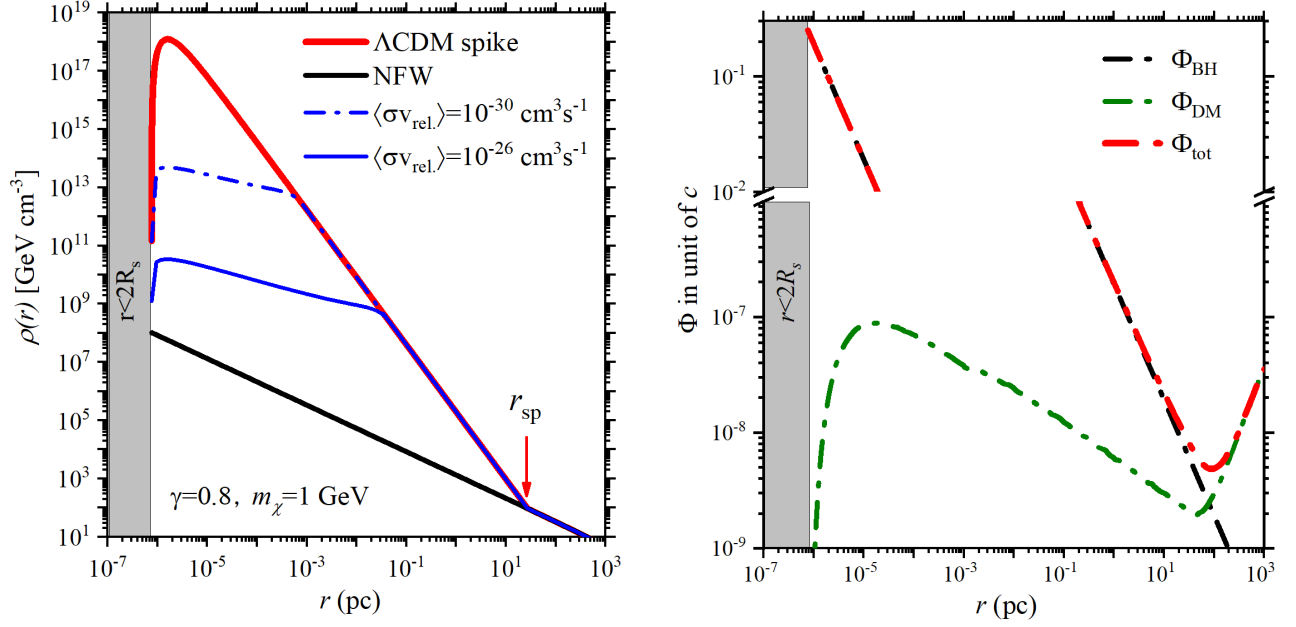 10^19
10^17
10^15
10^13
10^11
10^9
10^7
10^5
10^3
10^1
ρ(r) [GeV cm^-3]
r<2R_s
ΛCDM spike
NFW
⟨σv_rel.⟩=10^-30 cm^3s^-1
⟨σv_rel.⟩=10^-26 cm^3s^-1
r_sp
γ=0.8, m_χ=1 GeV
10^-7 10^-5 10^-3 10^-1 10^1 10^3
r (pc)
10^-1
10^-2
10^-7
10^-8
10^-9
Φ in unit of c
r<2R_s
Φ_BH
Φ_DM
Φ_tot
10^-7 10^-5 10^-3 10^-1 10^1 10^3
r (pc)